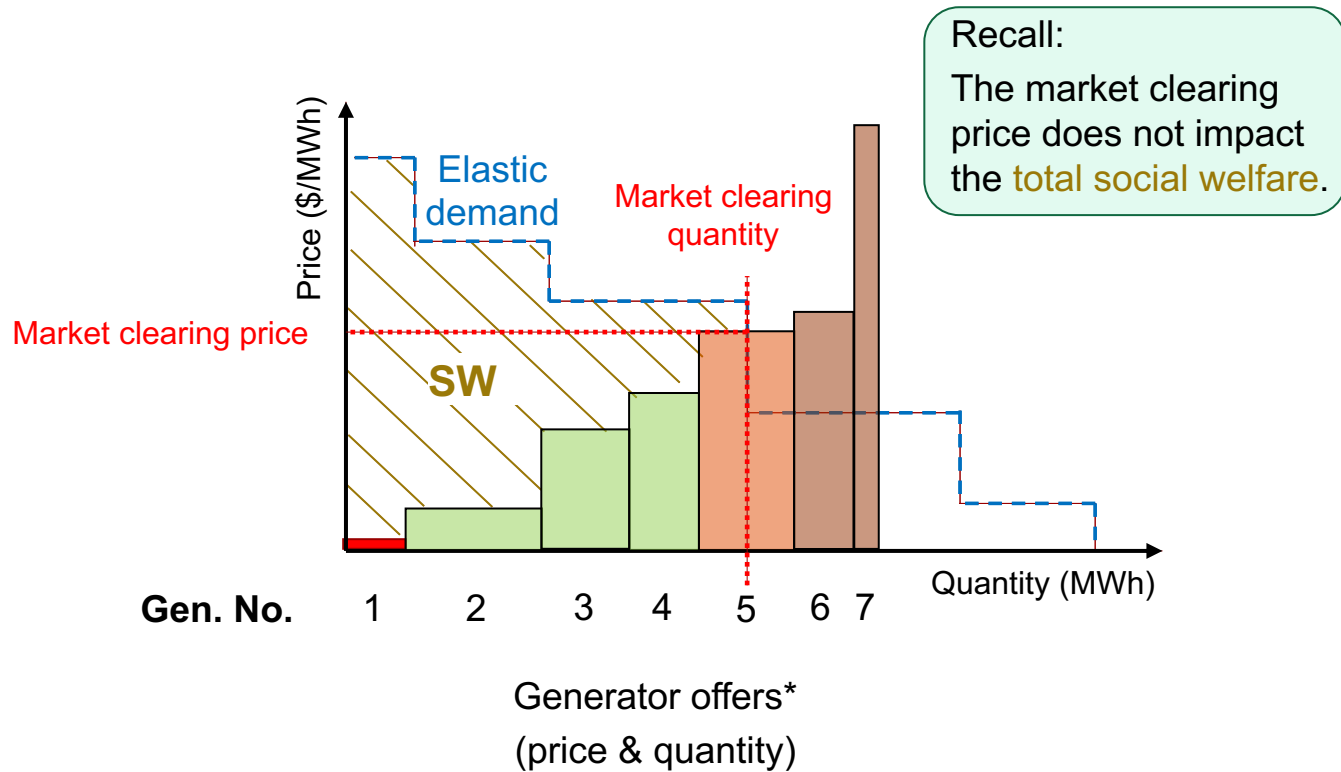 Recall:
The market clearing
price does not impact
the total social welfare.
Price ($/MWh)
Elastic
demand
Market clearing
quantity
Market clearing price
SW
Quantity (MWh)
Gen. No. 1 2 3 4 5 6 7
Generator offers*
(price & quantity)